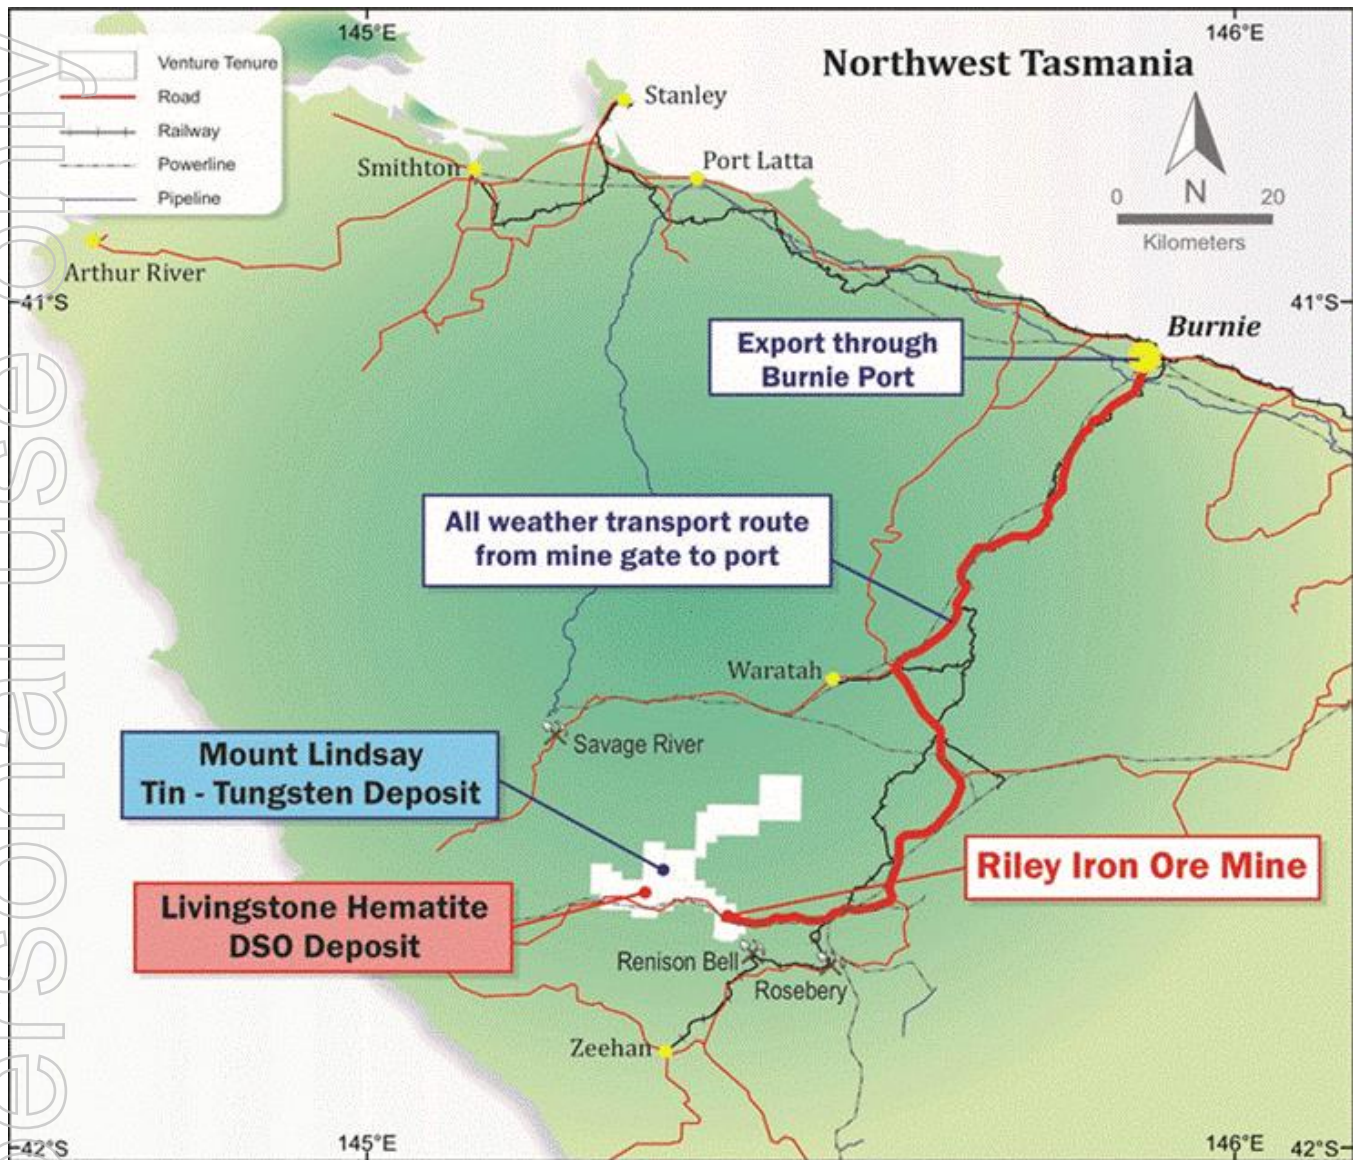 145°E
146°E
Northwest Tasmania
Venture Tenure
Road
Railway
Powerline
Pipeline
Stanley
Smithton
Port Latta
N
0
20
Kilometers
Arthur River
41°S
41°S
Burnie
Export through
Burnie Port
All weather transport route
from mine gate to port
Waratah
Savage River
Mount Lindsay
Tin - Tungsten Deposit
Riley Iron Ore Mine
Livingstone Hematite
DSO Deposit
Renison Bell
Rosebery
Zeehan
42°S
145°E
146°E
42°S
ersonal use only